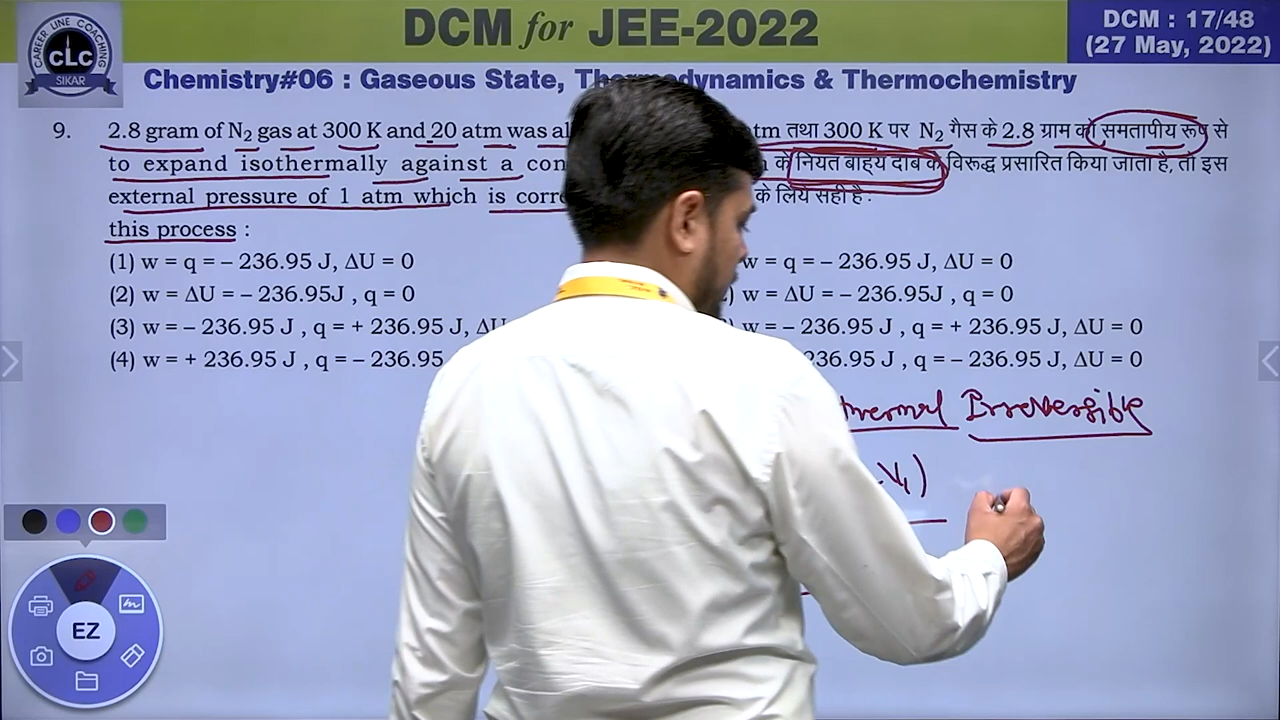 DCM for JEE-2022
DCM : 17/48
(27 May, 2022)
CAREER LINE COACHING
CLC
SIKAR
Chemistry#06 : Gaseous State, Thermodynamics & Thermochemistry
9. 2.8 gram of N₂ gas at 300 K and 20 atm was al
to expand isothermally against a con
external pressure of 1 atm which is corre
this process :
(1) w = q = – 236.95 J, ΔU = 0
(2) w = ΔU = – 236.95J , q = 0
(3) w = – 236.95 J , q = + 236.95 J, ΔU
(4) w = + 236.95 J , q = – 236.95
atm तथा 300 K पर N₂ गैस के 2.8 ग्राम को समतापीय रूप से
के नियत बाह्य दाब के विरूद्ध प्रसारित किया जाता है, तो इस
के लिये सही है :
w = q = – 236.95 J, ΔU = 0
) w = ΔU = – 236.95J , q = 0
) w = – 236.95 J , q = + 236.95 J, ΔU = 0
236.95 J , q = – 236.95 J, ΔU = 0
thermal Irreversible
V₁)
EZ